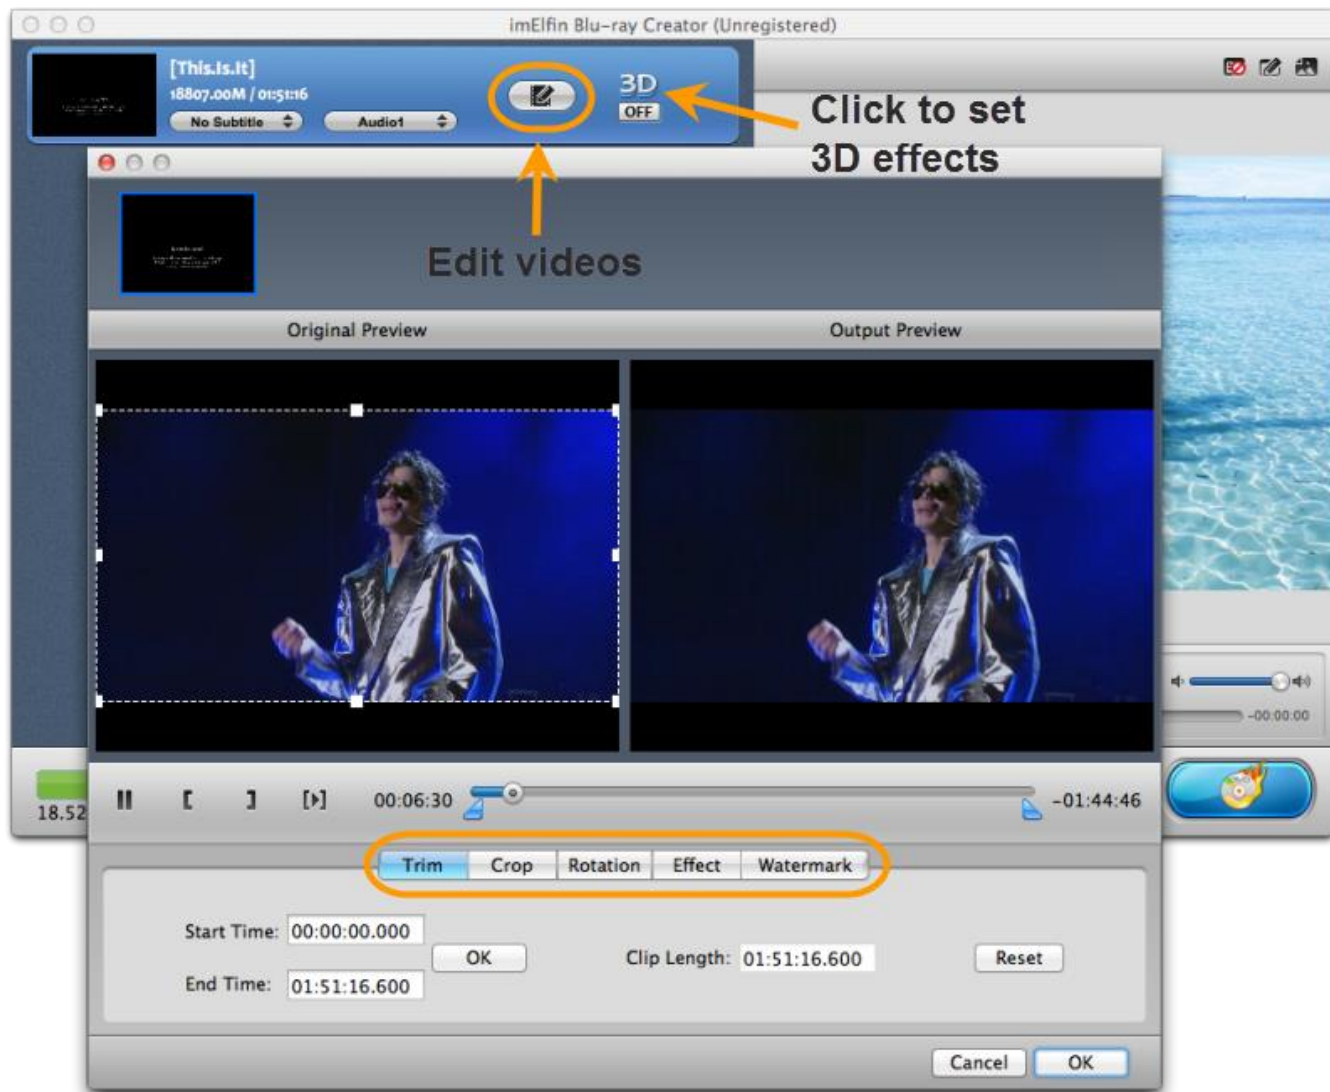 imElfin Blu-ray Creator (Unregistered)
[This.Is.It]
18807.00M / 01:51:16
No Subtitle
Audio1
3D
OFF
Click to set
3D effects
Edit videos
Original Preview
Output Preview
-00:00:00
18.52
00:06:30
-01:44:46
Trim
Crop
Rotation
Effect
Watermark
Start Time: 00:00:00.000
OK
Clip Length: 01:51:16.600
Reset
End Time: 01:51:16.600
Cancel
OK